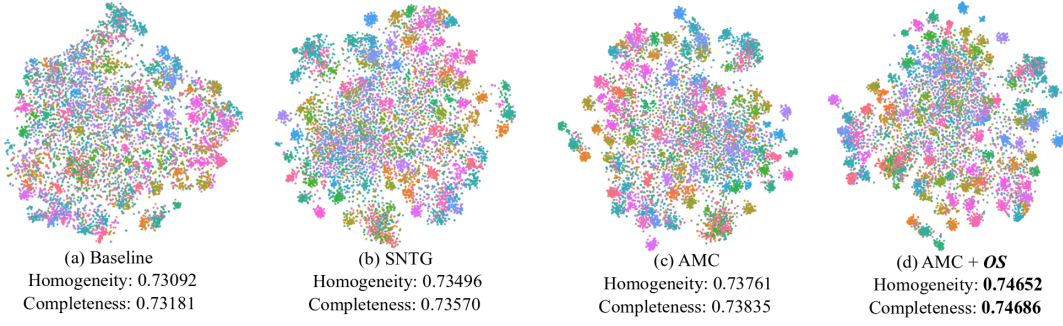 (a) Baseline
Homogeneity: 0.73092
Completeness: 0.73181
(b) SNTG
Homogeneity: 0.73496
Completeness: 0.73570
(c) AMC
Homogeneity: 0.73761
Completeness: 0.73835
(d) AMC + OS
Homogeneity: 0.74652
Completeness: 0.74686